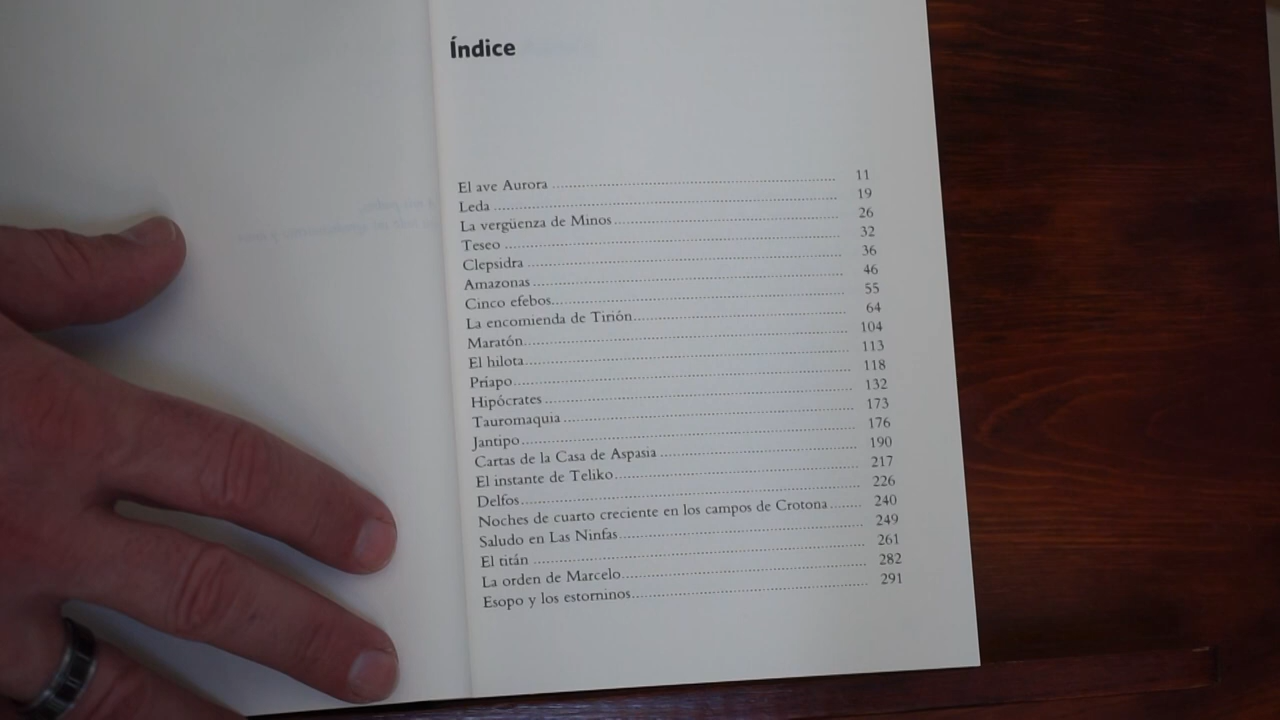 Índice
El ave Aurora ........ 11
Leda ........ 19
La vergüenza de Minos ........ 26
Teseo ........ 32
Clepsidra ........ 36
Amazonas ........ 46
Cinco efebos ........ 55
La encomienda de Tirión ........ 64
Maratón ........ 104
El hilota ........ 113
Príapo ........ 118
Hipócrates ........ 132
Tauromaquia ........ 173
Jantipo ........ 176
Cartas de la Casa de Aspasia ........ 190
El instante de Teliko ........ 217
Delfos ........ 226
Noches de cuarto creciente en los campos de Crotona ........ 240
Saludo en Las Ninfas ........ 249
El titán ........ 261
La orden de Marcelo ........ 282
Esopo y los estorninos ........ 291